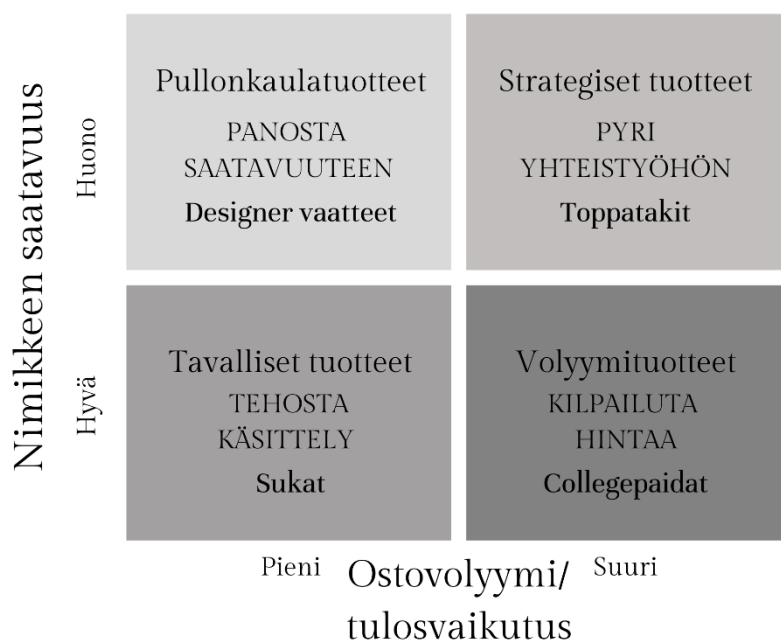 Nimikkeen saatavuus
Huono
Pullonkaulatuotteet
PANOSTA
SAATAVUUTEEN
Designer vaatteet
Strategiset tuotteet
PYRI
YHTEISTYÖHÖN
Toppatakit
Hyvä
Tavalliset tuotteet
TEHOSTA
KÄSITTELY
Sukat
Volyymituotteet
KILPAILUTA
HINTAA
Collegepaidat
Pieni
Ostovolyymi/
tulosvaikutus
Suuri